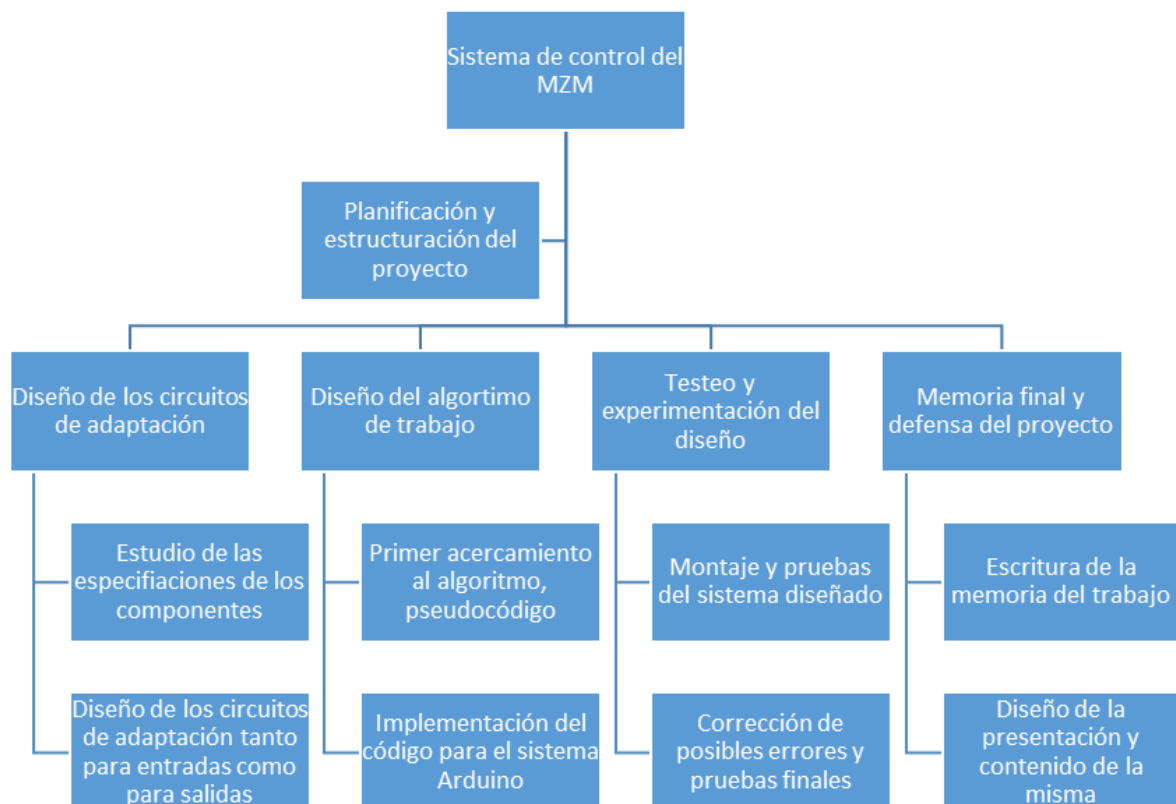 Sistema de control del
MZM
Planificación y
estructuración del
proyecto
Diseño de los circuitos
de adaptación
Diseño del algortimo
de trabajo
Testeo y
experimentación del
diseño
Memoria final y
defensa del proyecto
Estudio de las
especifiaciones de los
componentes
Primer acercamiento
al algoritmo,
pseudocódigo
Montaje y pruebas
del sistema diseñado
Escritura de la
memoria del trabajo
Diseño de los circuitos
de adaptación tanto
para entradas como
para salidas
Implementación del
código para el sistema
Arduino
Corrección de
posibles errores y
pruebas finales
Diseño de la
presentación y
contenido de la
misma